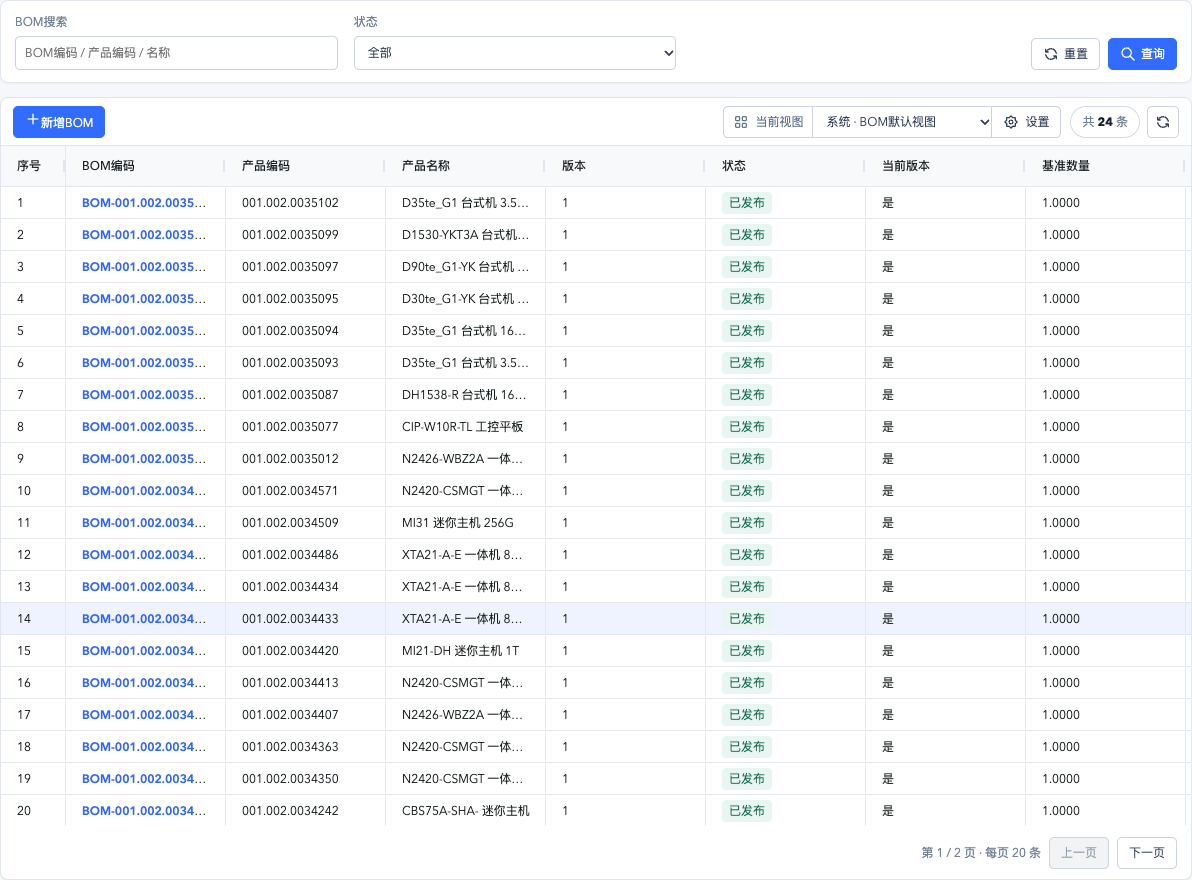 BOM搜索 状态
BOM编码 / 产品编码 / 名称 全部 重置 查询
新增BOM 当前视图 系统 · BOM默认视图 设置 共 24 条
序号 BOM编码 产品编码 产品名称 版本 状态 当前版本 基准数量
1 BOM-001.002.0035… 001.002.0035102 D35te_G1 台式机 3.5… 1 已发布 是 1.0000
2 BOM-001.002.0035… 001.002.0035099 D1530-YKT3A 台式机… 1 已发布 是 1.0000
3 BOM-001.002.0035… 001.002.0035097 D90te_G1-YK 台式机 … 1 已发布 是 1.0000
4 BOM-001.002.0035… 001.002.0035095 D30te_G1-YK 台式机 … 1 已发布 是 1.0000
5 BOM-001.002.0035… 001.002.0035094 D35te_G1 台式机 16… 1 已发布 是 1.0000
6 BOM-001.002.0035… 001.002.0035093 D35te_G1 台式机 3.5… 1 已发布 是 1.0000
7 BOM-001.002.0035… 001.002.0035087 DH1538-R 台式机 16… 1 已发布 是 1.0000
8 BOM-001.002.0035… 001.002.0035077 CIP-W10R-TL 工控平板 1 已发布 是 1.0000
9 BOM-001.002.0035… 001.002.0035012 N2426-WBZ2A 一体… 1 已发布 是 1.0000
10 BOM-001.002.0034… 001.002.0034571 N2420-CSMGT 一体… 1 已发布 是 1.0000
11 BOM-001.002.0034… 001.002.0034509 MI31 迷你主机 256G 1 已发布 是 1.0000
12 BOM-001.002.0034… 001.002.0034486 XTA21-A-E 一体机 8… 1 已发布 是 1.0000
13 BOM-001.002.0034… 001.002.0034434 XTA21-A-E 一体机 8… 1 已发布 是 1.0000
14 BOM-001.002.0034… 001.002.0034433 XTA21-A-E 一体机 8… 1 已发布 是 1.0000
15 BOM-001.002.0034… 001.002.0034420 MI21-DH 迷你主机 1T 1 已发布 是 1.0000
16 BOM-001.002.0034… 001.002.0034413 N2420-CSMGT 一体… 1 已发布 是 1.0000
17 BOM-001.002.0034… 001.002.0034407 N2426-WBZ2A 一体… 1 已发布 是 1.0000
18 BOM-001.002.0034… 001.002.0034363 N2420-CSMGT 一体… 1 已发布 是 1.0000
19 BOM-001.002.0034… 001.002.0034350 N2420-CSMGT 一体… 1 已发布 是 1.0000
20 BOM-001.002.0034… 001.002.0034242 CBS75A-SHA- 迷你主机 1 已发布 是 1.0000
第 1 / 2 页 · 每页 20 条 上一页 下一页